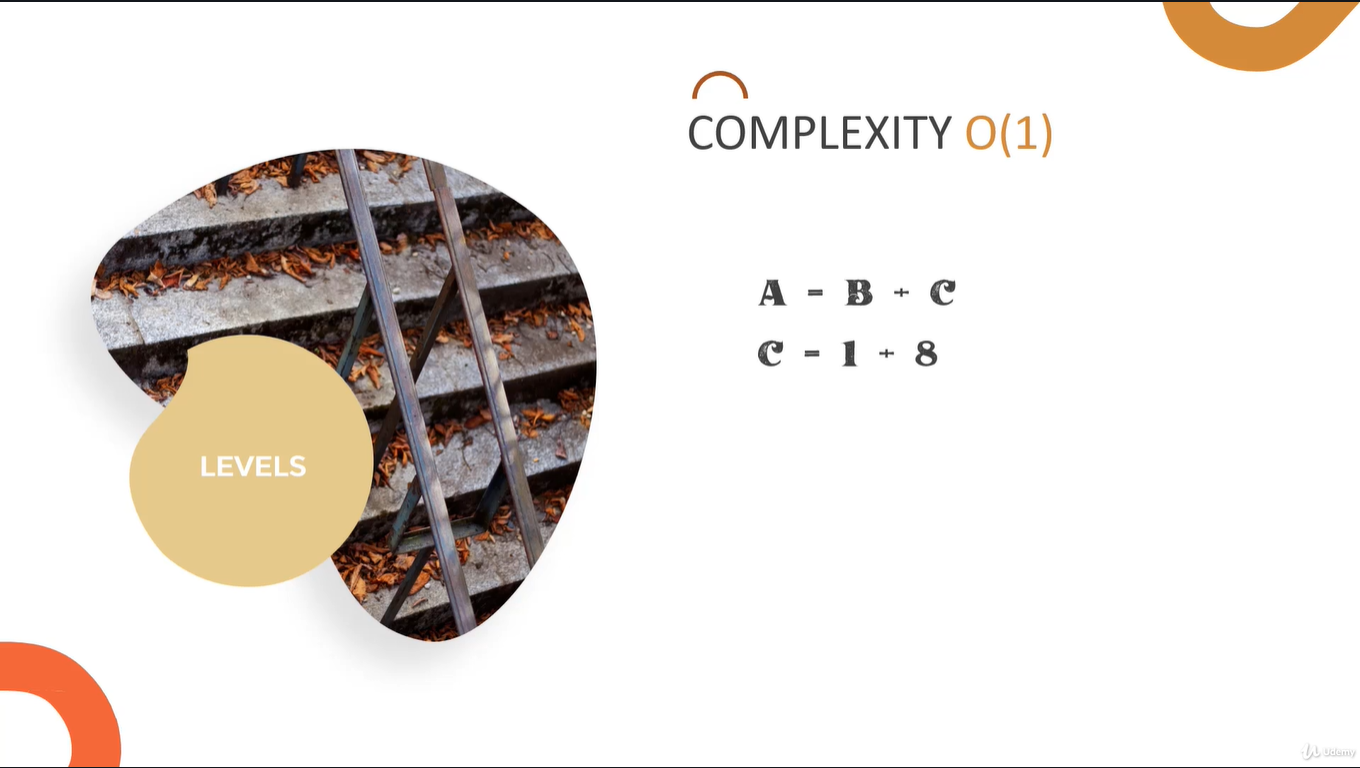 COMPLEXITY O(1)
A = B + C
C = 1 + 8
LEVELS
Udemy